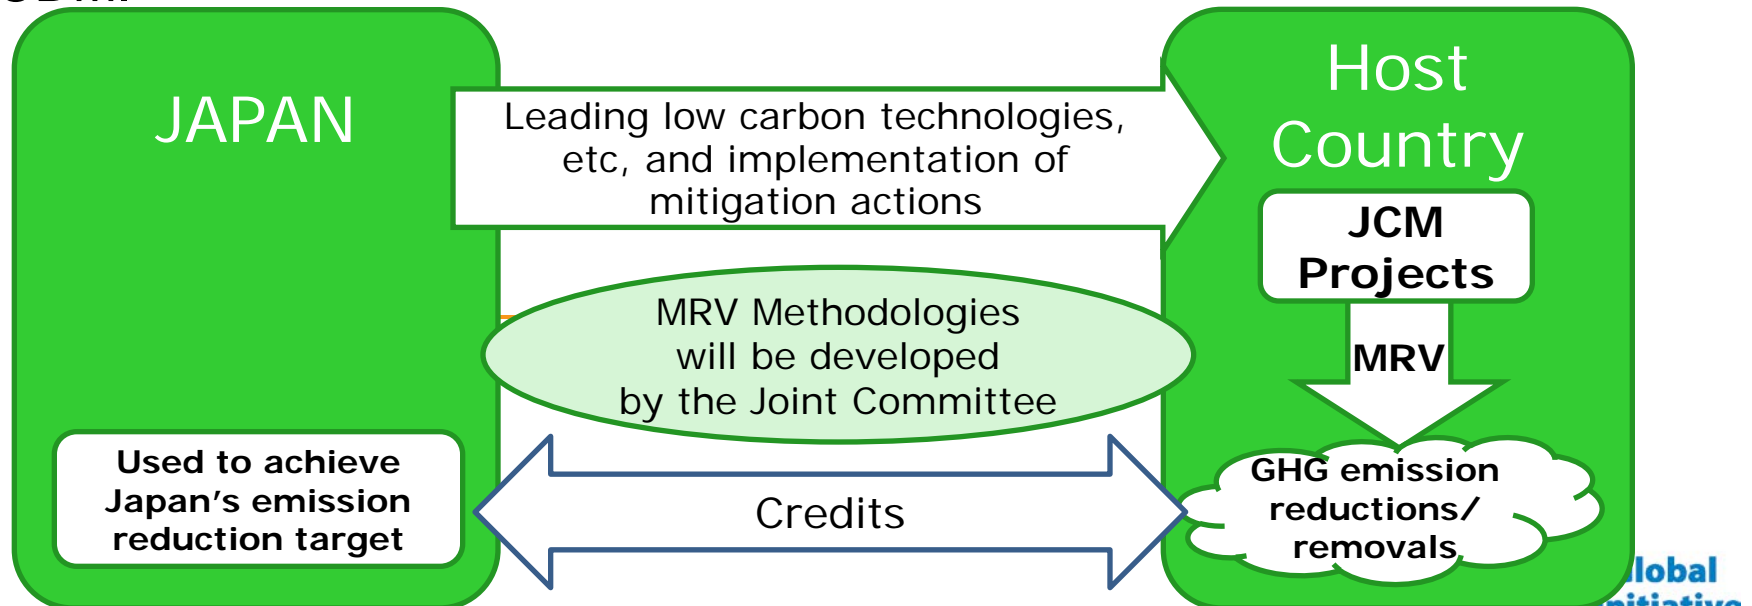 JAPAN
Leading low carbon technologies,
etc, and implementation of
mitigation actions
Host
Country
JCM
Projects
MRV Methodologies
will be developed
by the Joint Committee
MRV
Used to achieve
Japan's emission
reduction target
Credits
GHG emission
reductions/
removals